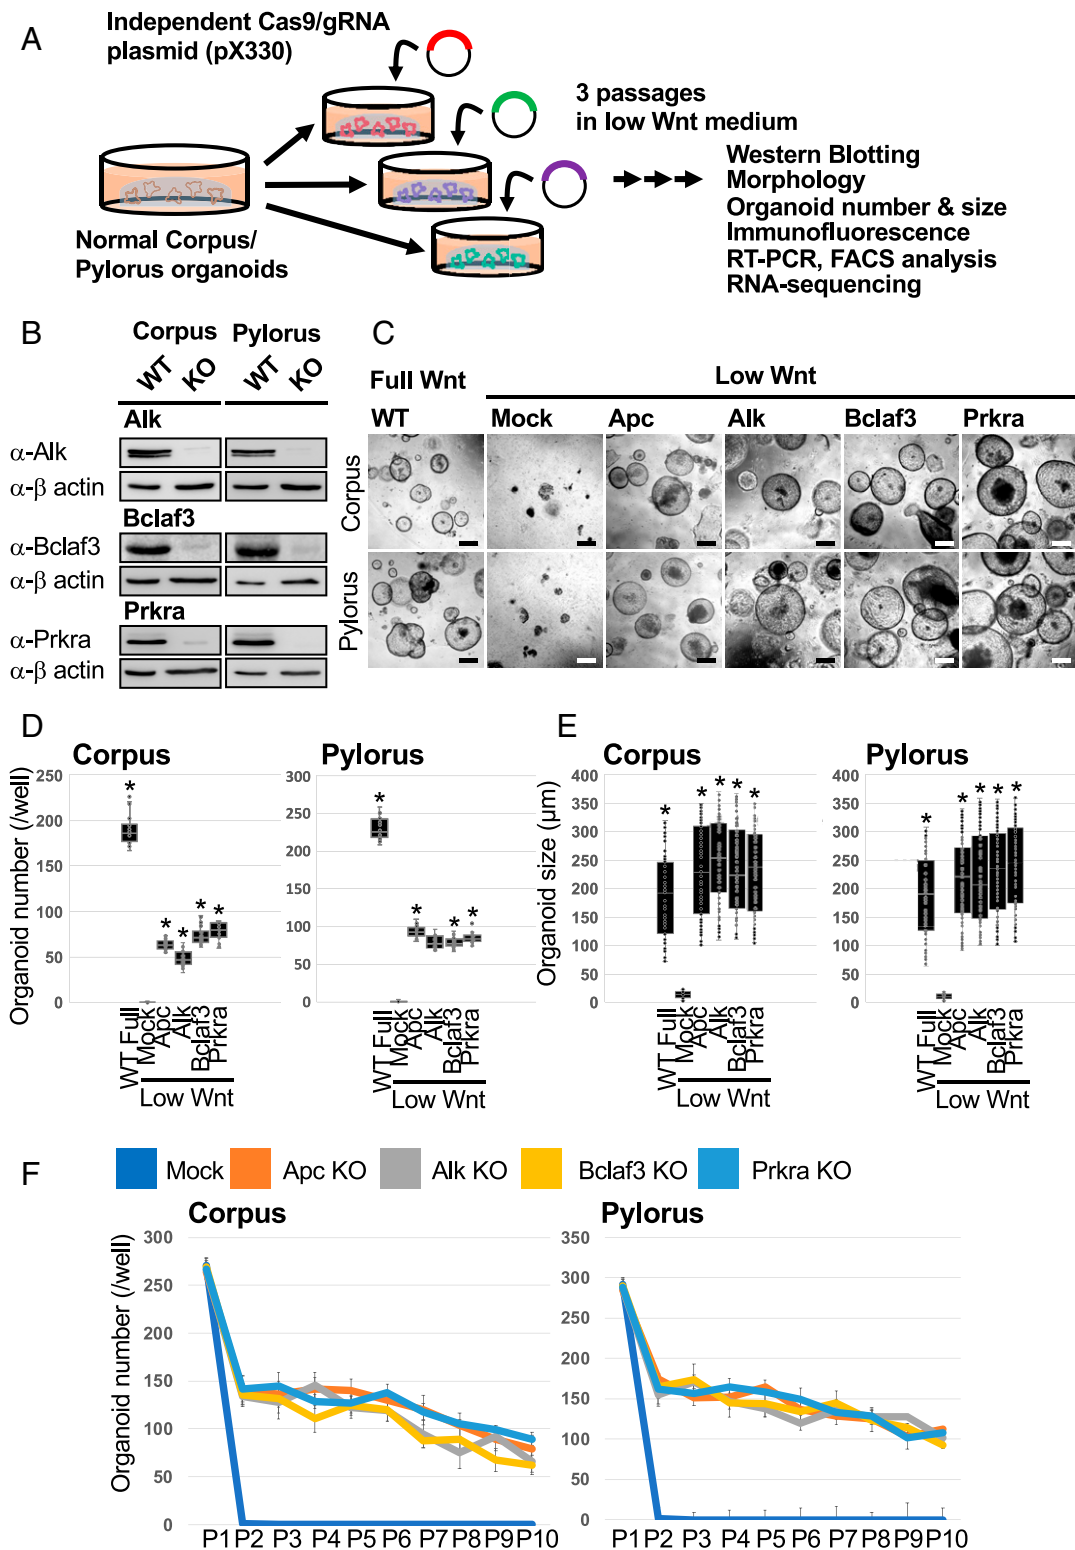 A
Independent Cas9/gRNA
plasmid (pX330)
3 passages
in low Wnt medium
Normal Corpus/
Pylorus organoids
Western Blotting
Morphology
Organoid number & size
Immunofluorescence
RT-PCR, FACS analysis
RNA-sequencing
B
Corpus Pylorus
WT KO WT KO
Alk
α-Alk
α-β actin
Bclaf3
α-Bclaf3
α-β actin
Prkra
α-Prkra
α-β actin
C
Full Wnt Low Wnt
WT Mock Apc Alk Bclaf3 Prkra
Corpus
Pylorus
D
Corpus
Organoid number (/well)
250
200
150
100
50
0
* * * * *
WT Full
Mock
Apc
Alk
Bclaf3
Prkra
Low Wnt
Pylorus
300
250
200
150
100
50
0
* * * *
WT Full
Mock
Apc
Alk
Bclaf3
Prkra
Low Wnt
E
Corpus
Organoid size (μm)
400
350
300
250
200
150
100
50
0
* * * * *
WT Full
Mock
Apc
Alk
Bclaf3
Prkra
Low Wnt
Pylorus
400
350
300
250
200
150
100
50
0
* * * * *
WT Full
Mock
Apc
Alk
Bclaf3
Prkra
Low Wnt
F
Mock Apc KO Alk KO Bclaf3 KO Prkra KO
Corpus
Organoid number (/well)
300
250
200
150
100
50
0
P1 P2 P3 P4 P5 P6 P7 P8 P9 P10
Pylorus
350
300
250
200
150
100
50
0
P1 P2 P3 P4 P5 P6 P7 P8 P9 P10